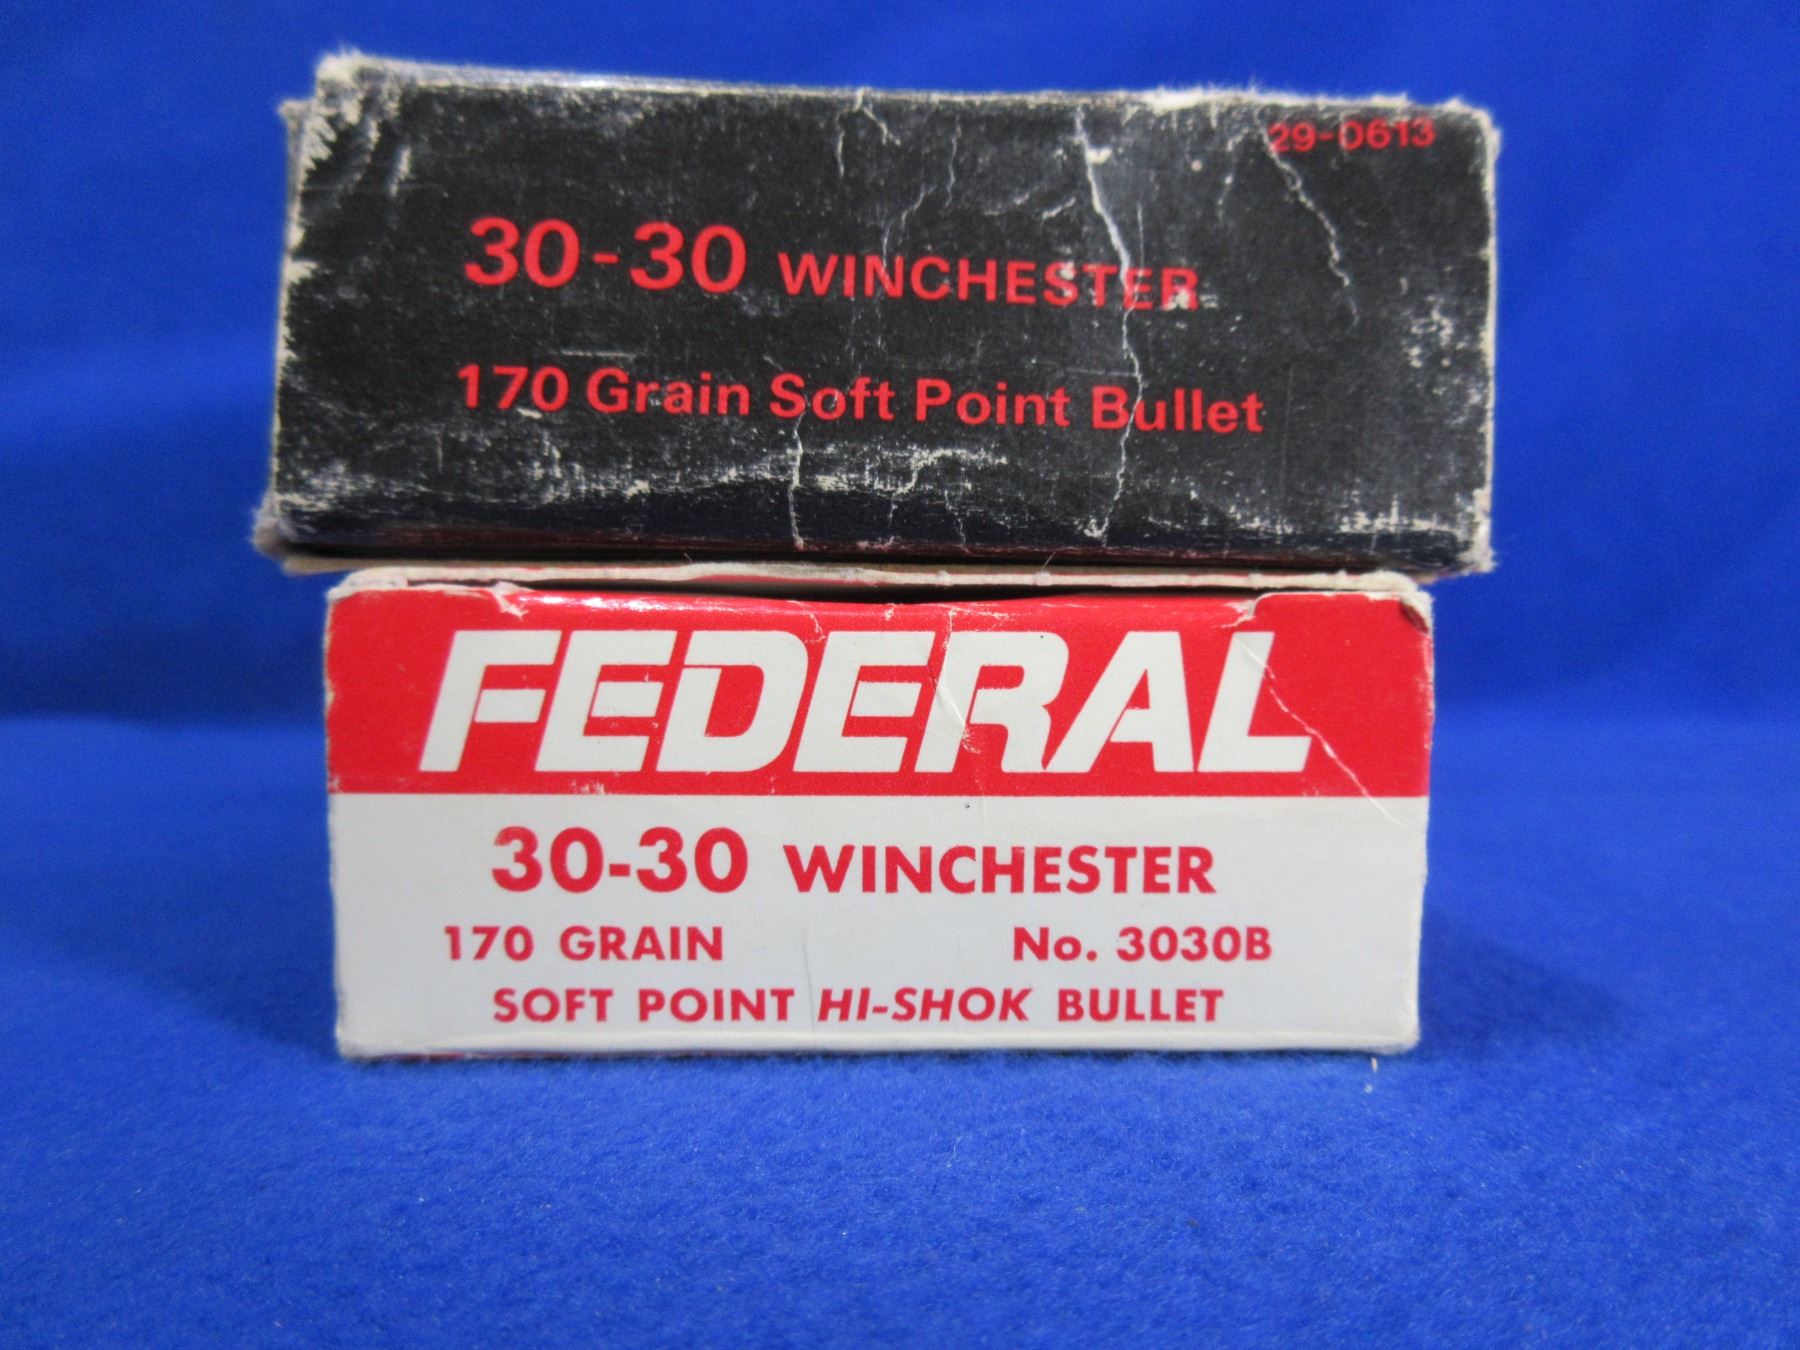 29-0613
30-30 WINCHESTER
170 Grain Soft Point Bullet
FEDERAL
30-30 WINCHESTER
170 GRAIN No. 3030B
SOFT POINT HI-SHOK BULLET